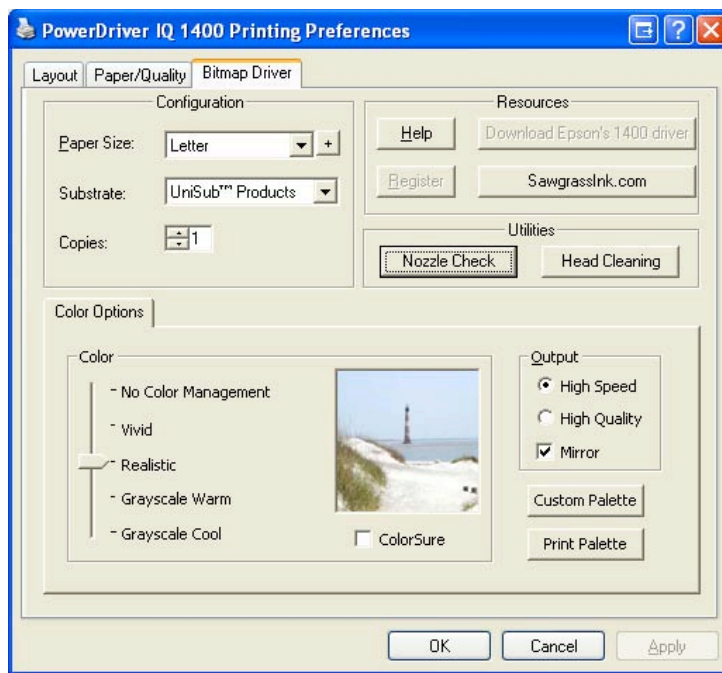 PowerDriver IQ 1400 Printing Preferences
Layout
Paper/Quality
Bitmap Driver
Configuration
Paper Size:
Letter
+
Substrate:
UniSub™ Products
Copies:
1
Resources
Help
Download Epson's 1400 driver
Register
SawgrassInk.com
Utilities
Nozzle Check
Head Cleaning
Color Options
Color
No Color Management
Vivid
Realistic
Grayscale Warm
Grayscale Cool
ColorSure
Output
High Speed
High Quality
Mirror
Custom Palette
Print Palette
OK
Cancel
Apply